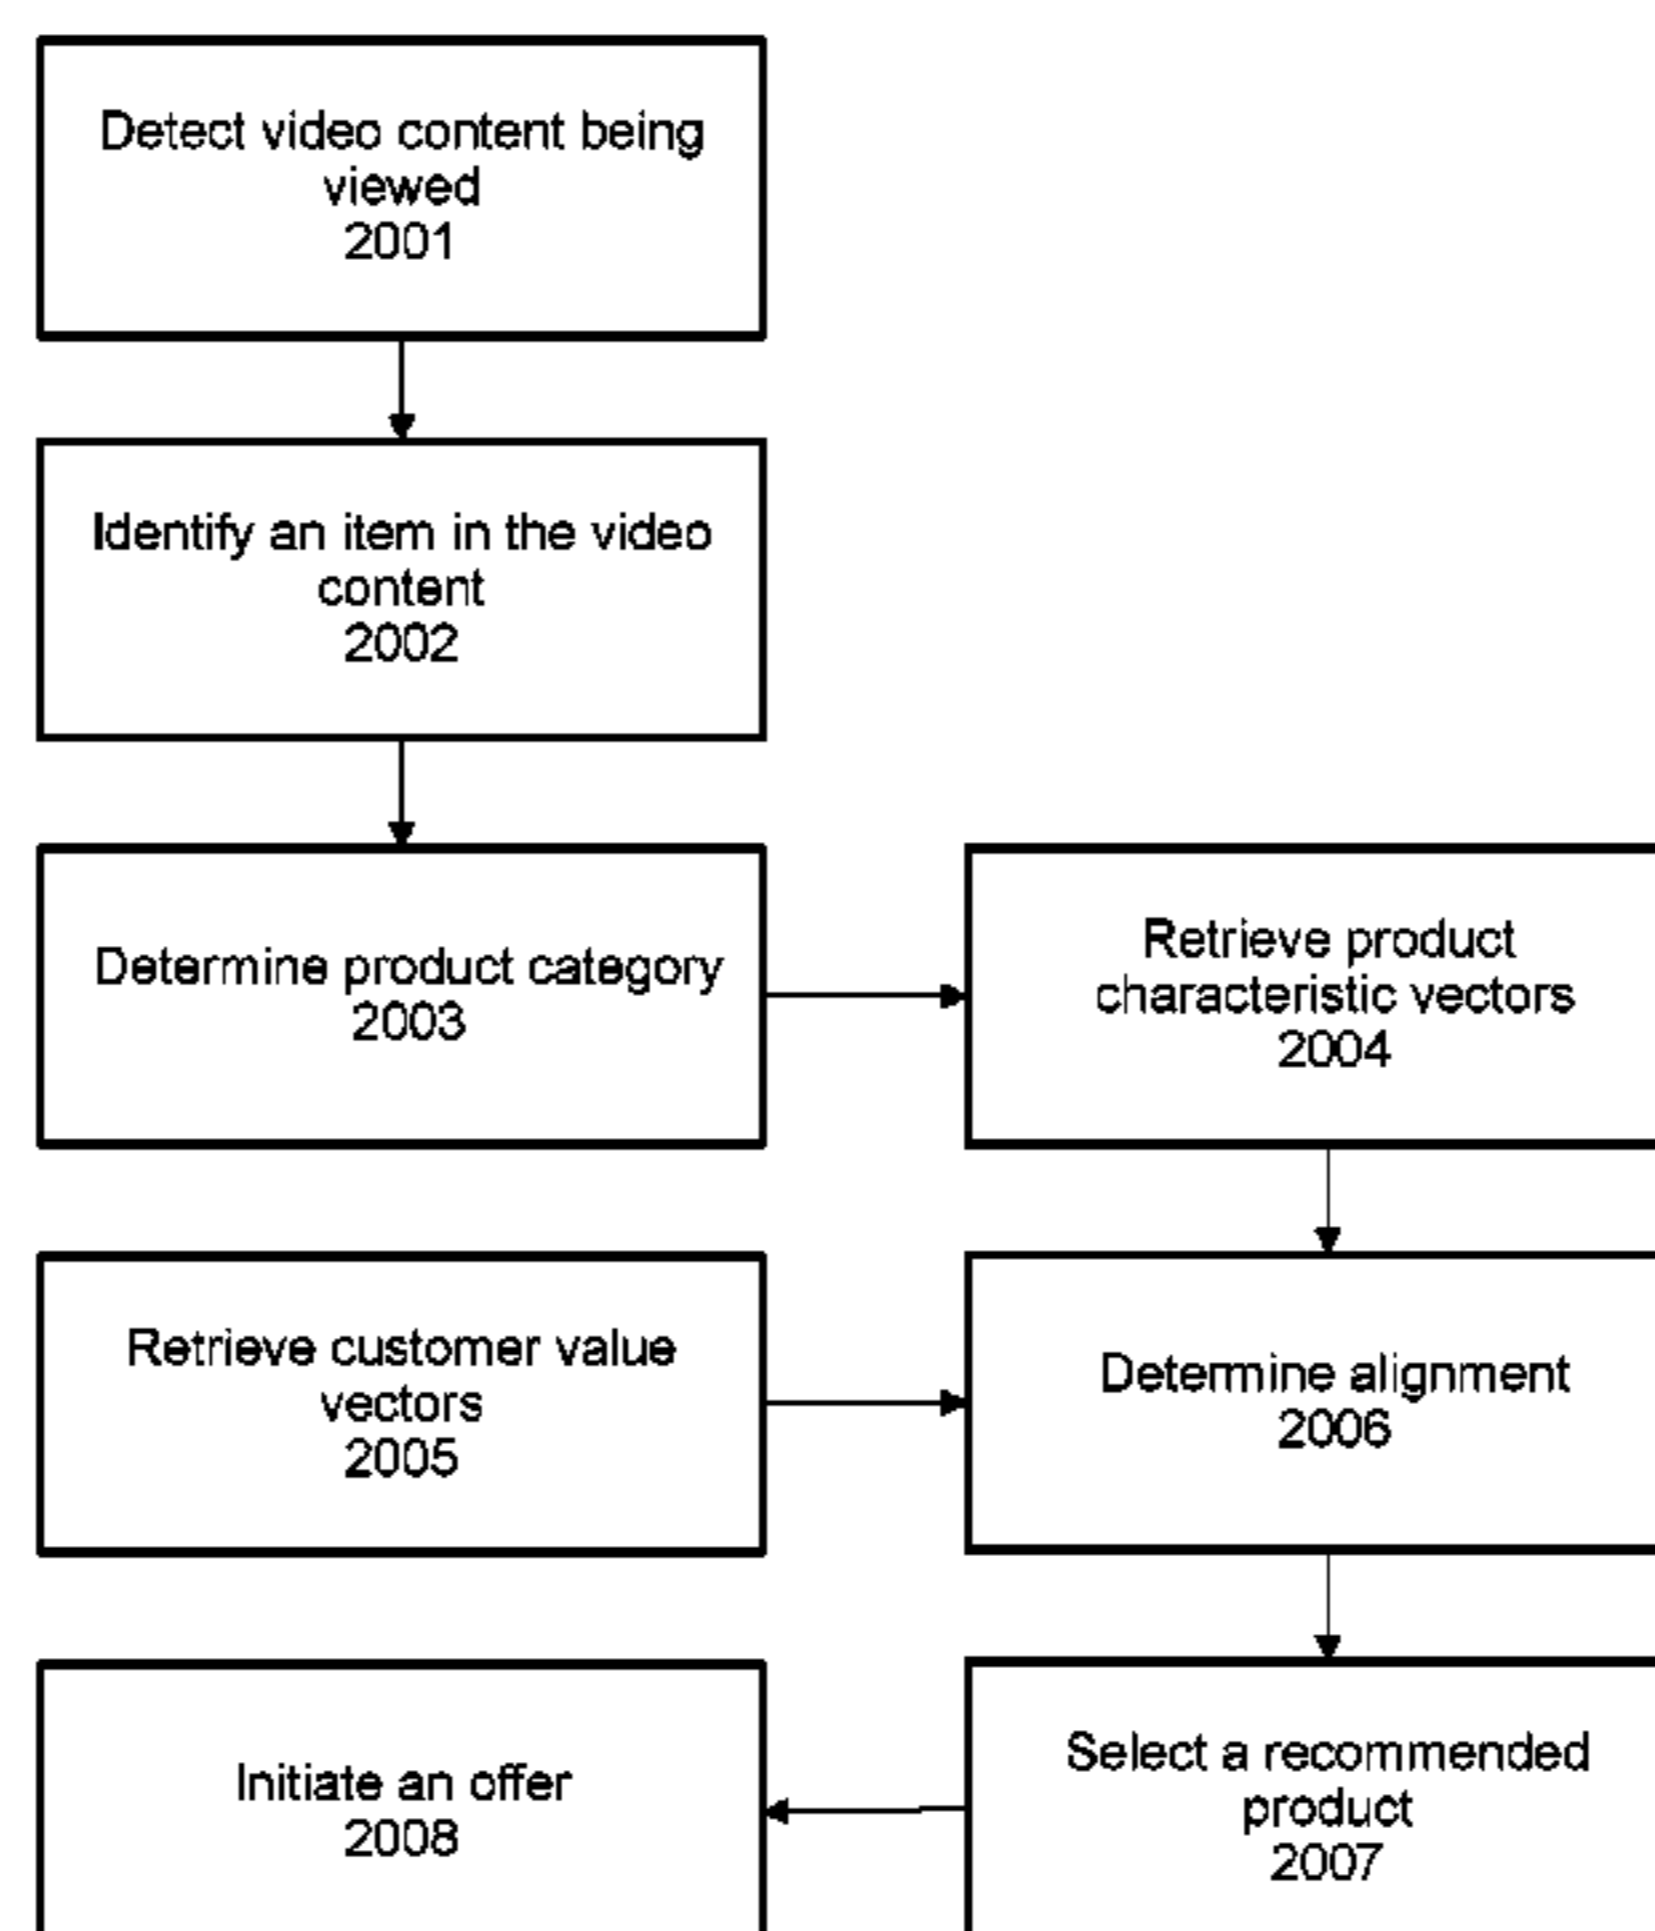 Detect video content being
viewed
2001
Identify an item in the video
content
2002
Determine product category
2003
Retrieve product
characteristic vectors
2004
Retrieve customer value
vectors
2005
Determine alignment
2006
Select a recommended
product
2007
Initiate an offer
2008